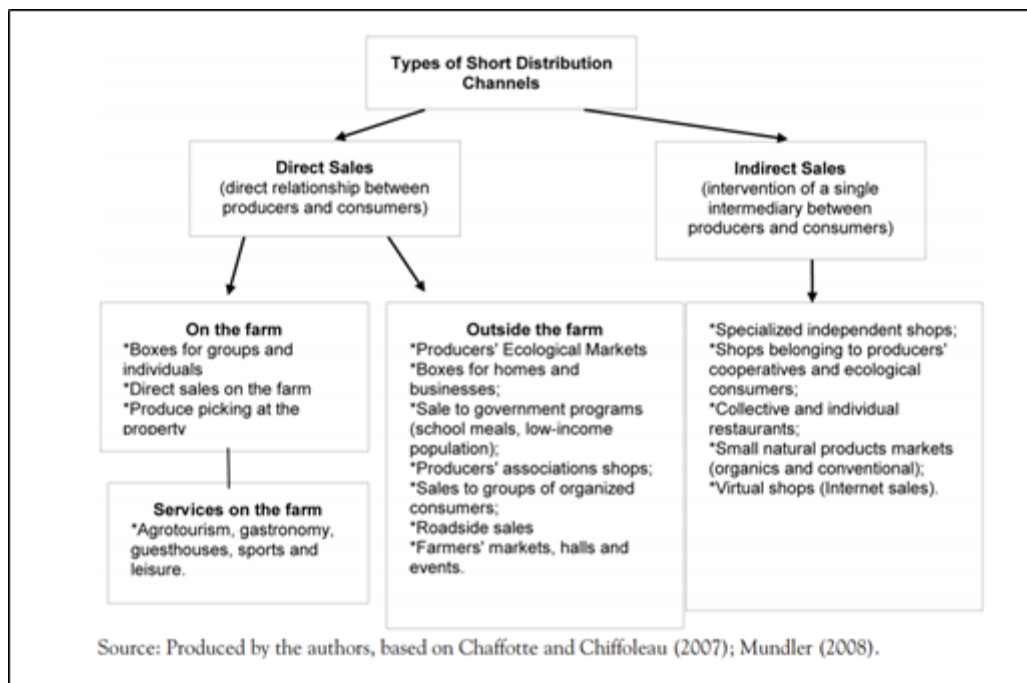 Types of Short Distribution
Channels
Direct Sales
(direct relationship between
producers and consumers)
Indirect Sales
(intervention of a single
intermediary between
producers and consumers)
On the farm
*Boxes for groups and
individuals
*Direct sales on the farm
*Produce picking at the
property
Services on the farm
*Agrotourism, gastronomy,
guesthouses, sports and
leisure.
Outside the farm
*Producers' Ecological Markets
*Boxes for homes and
businesses;
*Sale to government programs
(school meals, low-income
population);
*Producers' associations shops;
*Sales to groups of organized
consumers;
*Roadside sales
*Farmers' markets, halls and
events.
*Specialized independent shops;
*Shops belonging to producers'
cooperatives and ecological
consumers;
*Collective and individual
restaurants;
*Small natural products markets
(organics and conventional);
*Virtual shops (Internet sales).
Source: Produced by the authors, based on Chaffotte and Chiffoleau (2007); Mundler (2008).